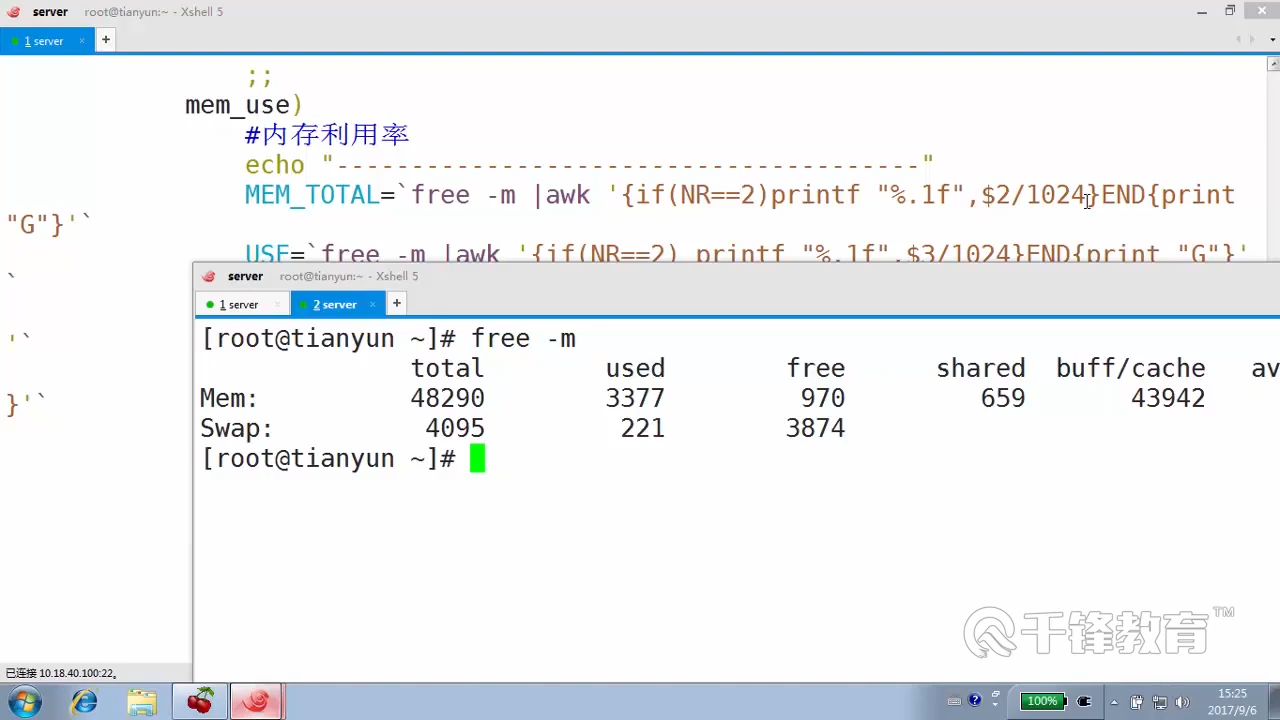 server root@tianyun:~ - Xshell 5
1 server × +
;;
mem_use)
#内存利用率
echo "---------------------------------------"
MEM_TOTAL=`free -m |awk '{if(NR==2)printf "%.1f",$2/1024}END{print
"G"}'`
USE=`free -m |awk '{if(NR==2) printf "%.1f",$3/1024}END{print "G"}'
`
'`
}'`
server root@tianyun:~ - Xshell 5
1 server × 2 server × +
[root@tianyun ~]# free -m
total used free shared buff/cache av
Mem: 48290 3377 970 659 43942
Swap: 4095 221 3874
[root@tianyun ~]#
千锋教育™
已连接 10.18.40.100:22。
100%
15:25
2017/9/6